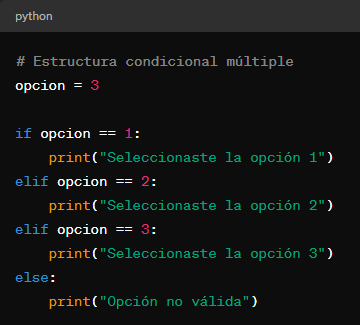 python
# Estructura condicional múltiple
opcion = 3
if opcion == 1:
    print("Seleccionaste la opción 1")
elif opcion == 2:
    print("Seleccionaste la opción 2")
elif opcion == 3:
    print("Seleccionaste la opción 3")
else:
    print("Opción no válida")